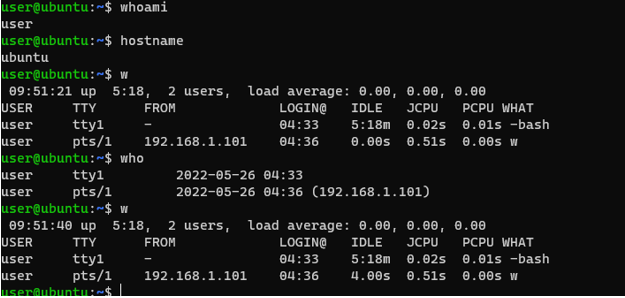 user@ubuntu:~$ whoami
user
user@ubuntu:~$ hostname
ubuntu
user@ubuntu:~$ w
 09:51:21 up  5:18,  2 users,  load average: 0.00, 0.00, 0.00
USER     TTY      FROM             LOGIN@   IDLE   JCPU   PCPU WHAT
user     tty1     -                04:33    5:18m  0.02s  0.01s -bash
user     pts/1    192.168.1.101    04:36    0.00s  0.51s  0.00s w
user@ubuntu:~$ who
user     tty1         2022-05-26 04:33
user     pts/1        2022-05-26 04:36 (192.168.1.101)
user@ubuntu:~$ w
 09:51:40 up  5:18,  2 users,  load average: 0.00, 0.00, 0.00
USER     TTY      FROM             LOGIN@   IDLE   JCPU   PCPU WHAT
user     tty1     -                04:33    5:18m  0.02s  0.01s -bash
user     pts/1    192.168.1.101    04:36    4.00s  0.51s  0.00s w
user@ubuntu:~$